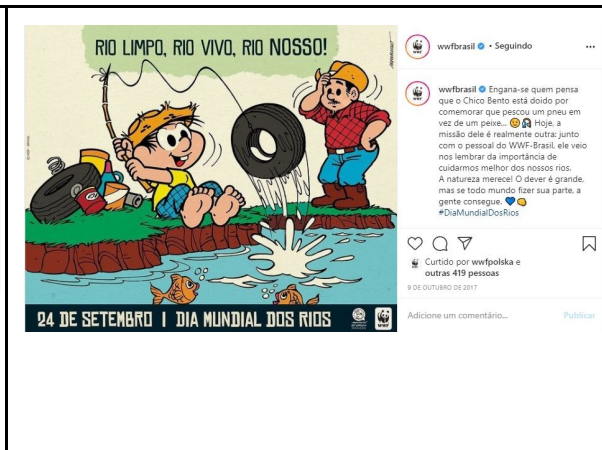 RIO LIMPO, RIO VIVO, RIO NOSSO!
24 DE SETEMBRO | DIA MUNDIAL DOS RIOS
WWF
wwfbrasil • Seguindo
wwfbrasil Engana-se quem pensa
que o Chico Bento está doido por
comemorar que pescou um pneu em
vez de um peixe... 😉🎧 Hoje, a
missão dele é realmente outra: junto
com o pessoal do WWF-Brasil, ele veio
nos lembrar da importância de
cuidarmos melhor dos nossos rios.
A natureza merece! O dever é grande,
mas se todo mundo fizer sua parte, a
gente consegue. 💙👏
#DiaMundialDosRios
Curtido por wwfpolska e
outras 419 pessoas
9 DE OUTUBRO DE 2017
Adicione um comentário...
Publicar